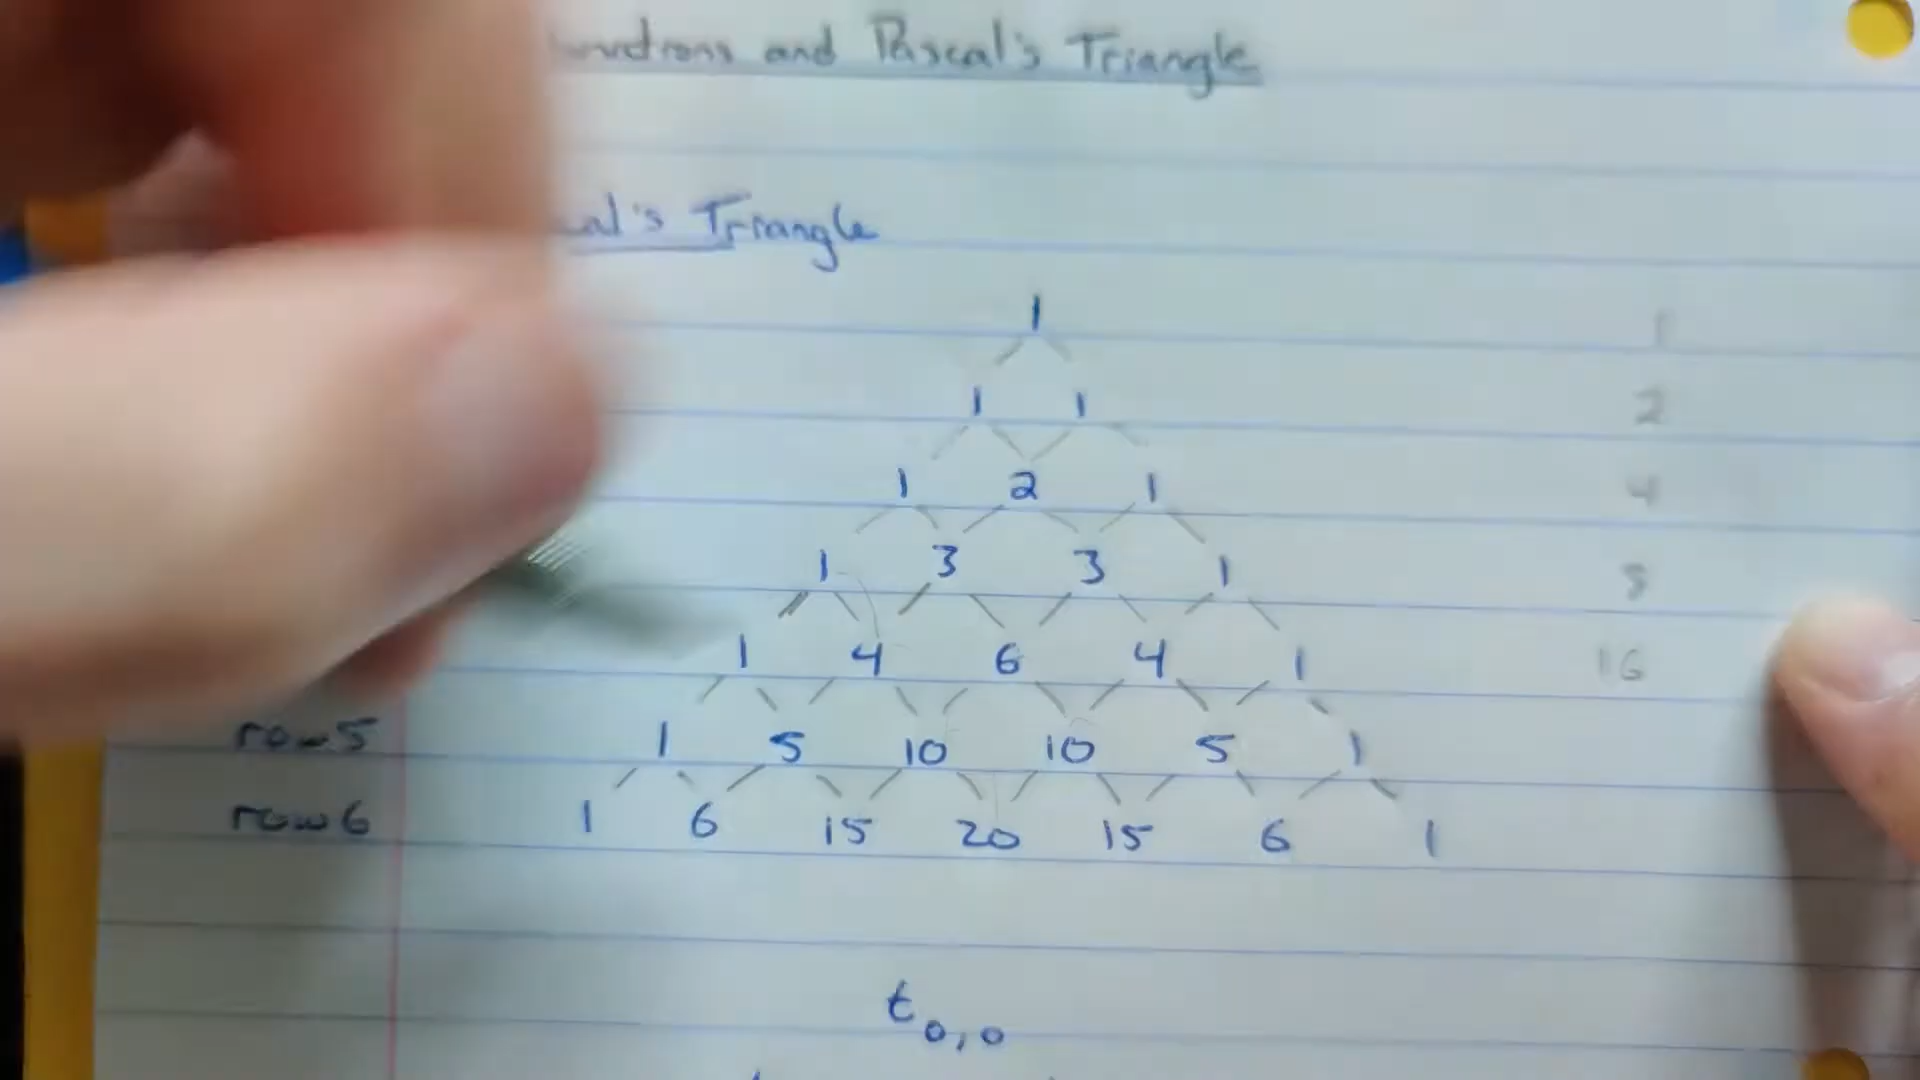 and Pascal's Triangle
Triangle
1 1
1 1 2
1 2 1 4
1 3 3 1 8
1 4 6 4 1 16
row 5 1 5 10 10 5 1
row 6 1 6 15 20 15 6 1
t0,0